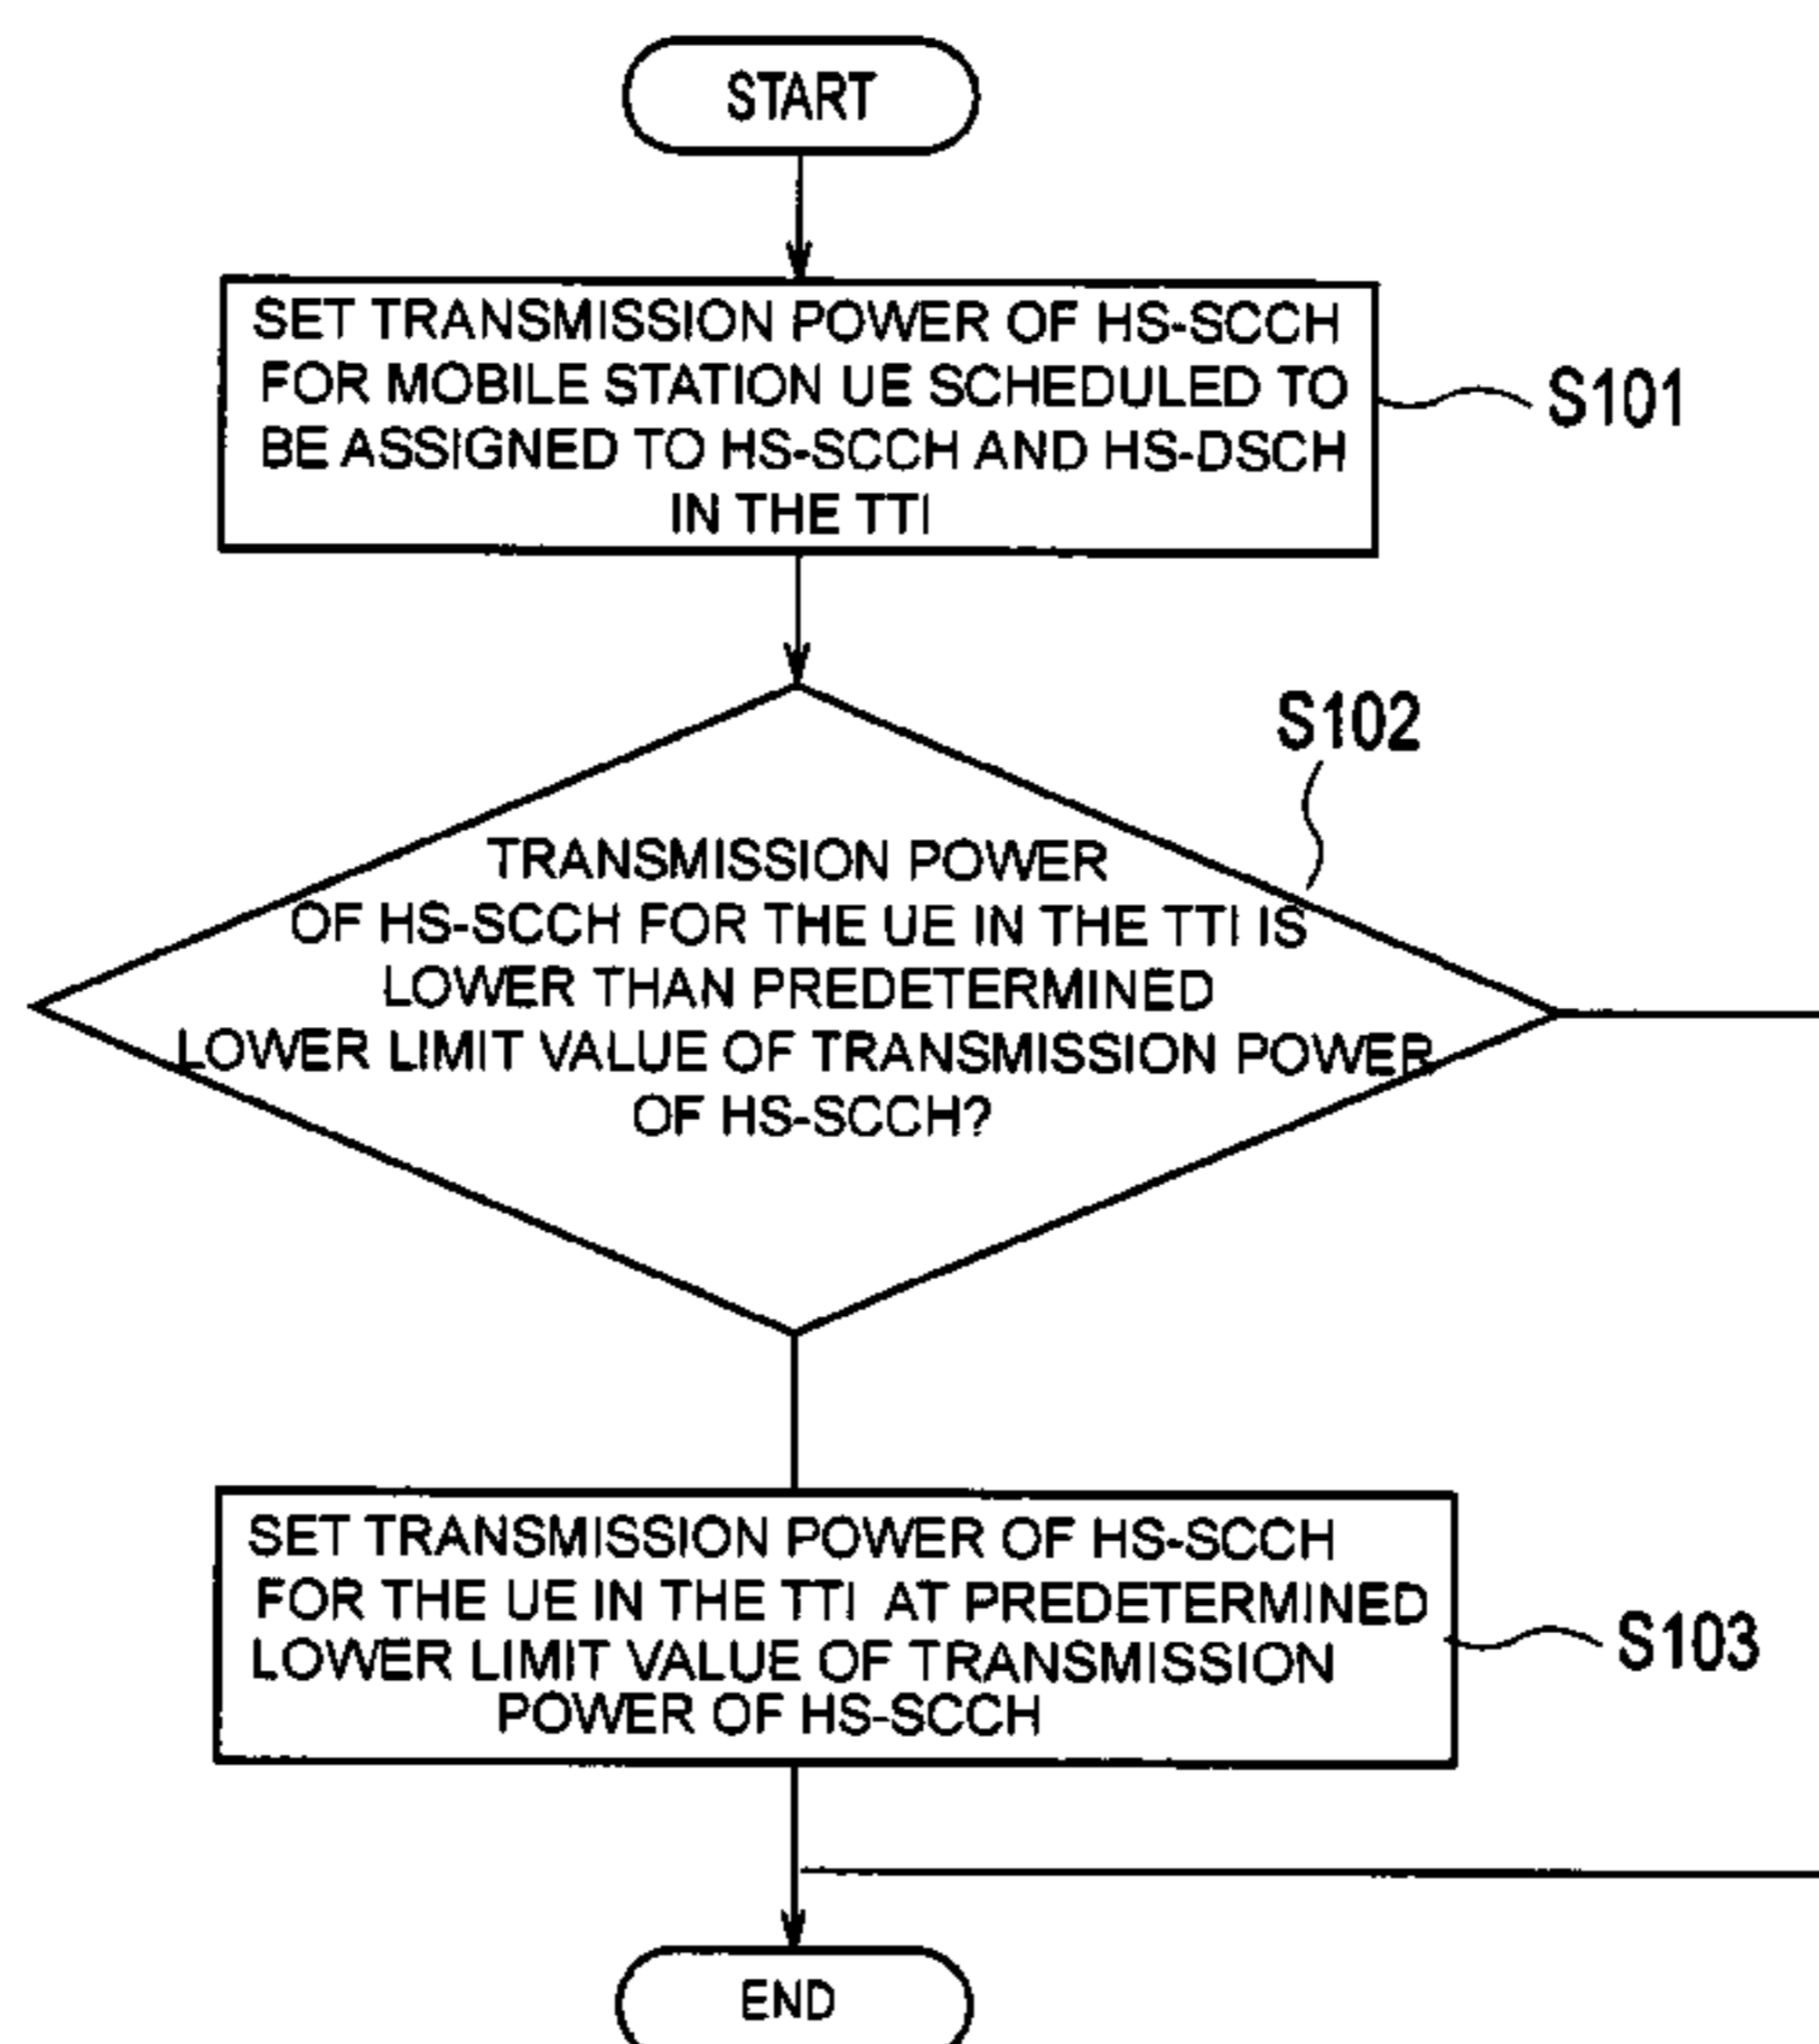 START
SET TRANSMISSION POWER OF HS-SCCH
FOR MOBILE STATION UE SCHEDULED TO
BE ASSIGNED TO HS-SCCH AND HS-DSCH
IN THE TTI
S101
S102
TRANSMISSION POWER
OF HS-SCCH FOR THE UE IN THE TTI IS
LOWER THAN PREDETERMINED
LOWER LIMIT VALUE OF TRANSMISSION POWER
OF HS-SCCH?
SET TRANSMISSION POWER OF HS-SCCH
FOR THE UE IN THE TTI AT PREDETERMINED
LOWER LIMIT VALUE OF TRANSMISSION
POWER OF HS-SCCH
S103
END